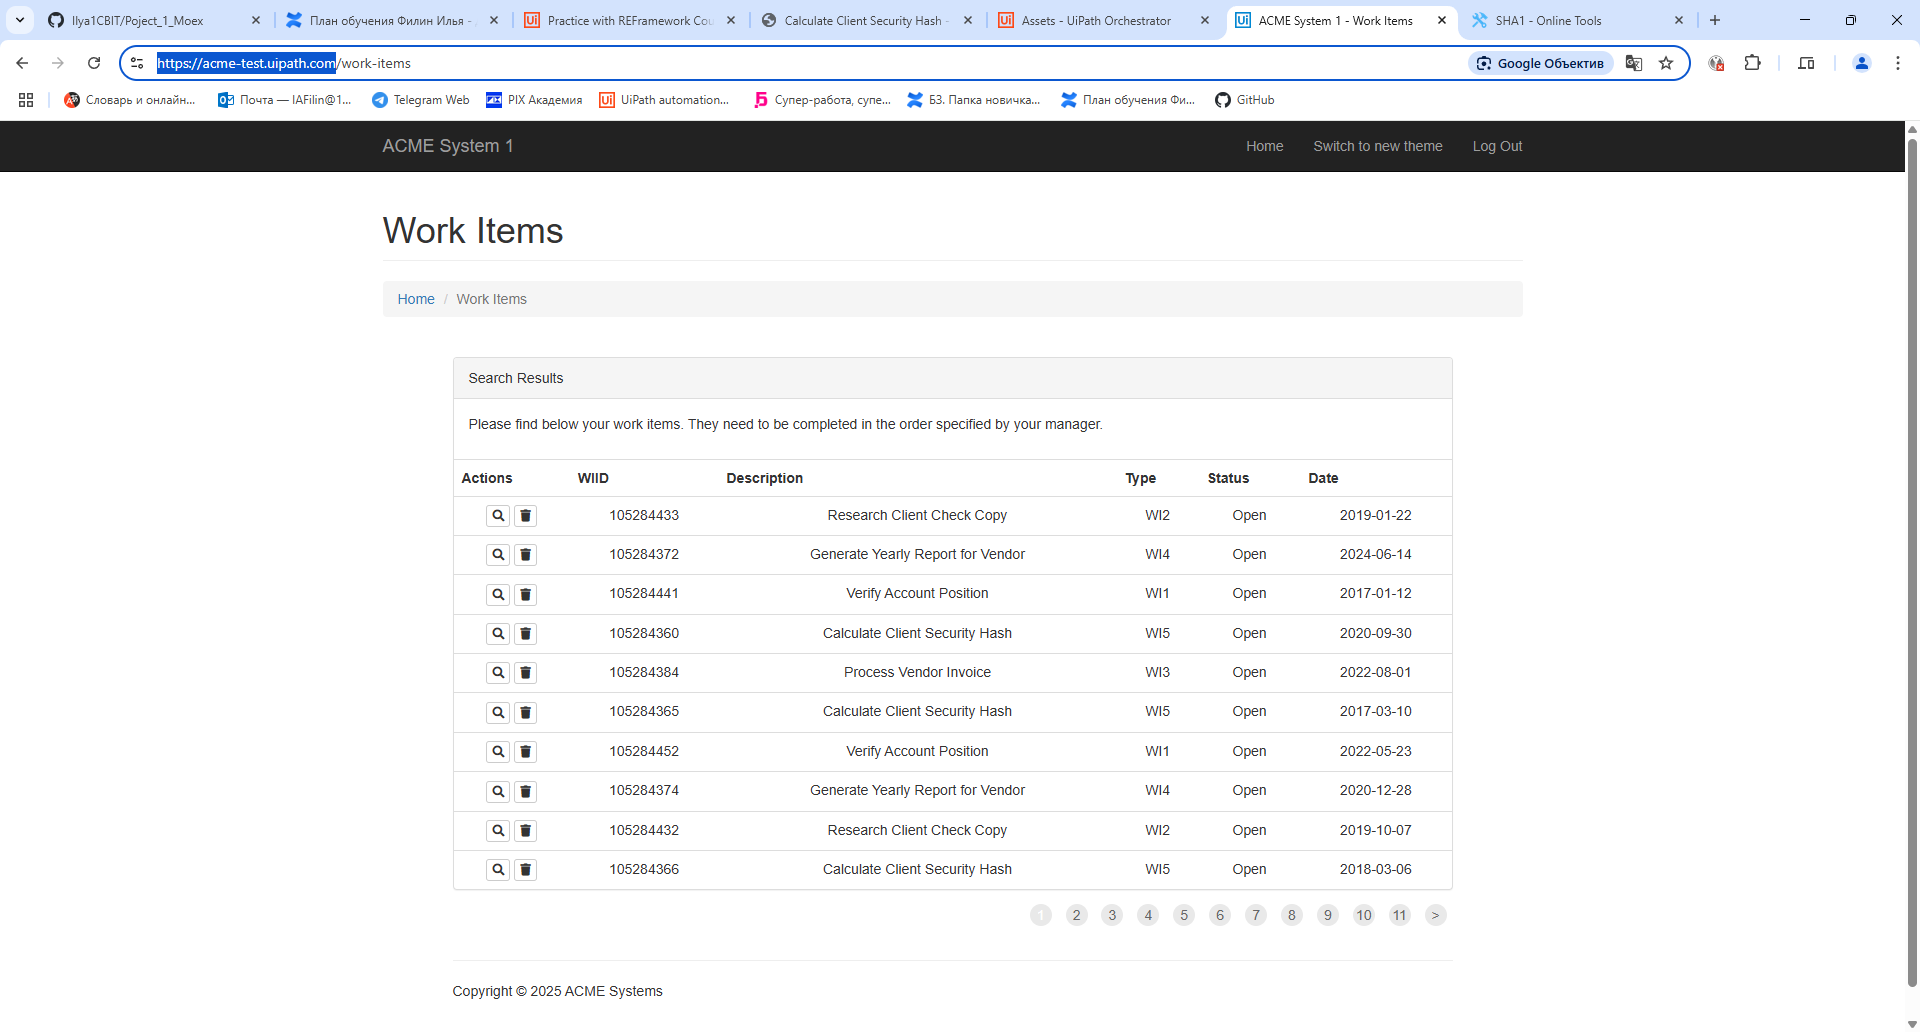 Ilya1CBIT/Poject_1_Moex
План обучения Филин Илья -
Practice with REFramework Cou
Calculate Client Security Hash -
Assets - UiPath Orchestrator
ACME System 1 - Work Items
SHA1 - Online Tools
https://acme-test.uipath.com/work-items
Google Объектив
Словарь и онлайн...
Почта — IAFilin@1...
Telegram Web
PIX Академия
UiPath automation...
Супер-работа, супе...
БЗ. Папка новичка...
План обучения Фи...
GitHub
ACME System 1
Home
Switch to new theme
Log Out
Work Items
Home / Work Items
Search Results
Please find below your work items. They need to be completed in the order specified by your manager.
Actions WIID Description Type Status Date
105284433 Research Client Check Copy WI2 Open 2019-01-22
105284372 Generate Yearly Report for Vendor WI4 Open 2024-06-14
105284441 Verify Account Position WI1 Open 2017-01-12
105284360 Calculate Client Security Hash WI5 Open 2020-09-30
105284384 Process Vendor Invoice WI3 Open 2022-08-01
105284365 Calculate Client Security Hash WI5 Open 2017-03-10
105284452 Verify Account Position WI1 Open 2022-05-23
105284374 Generate Yearly Report for Vendor WI4 Open 2020-12-28
105284432 Research Client Check Copy WI2 Open 2019-10-07
105284366 Calculate Client Security Hash WI5 Open 2018-03-06
1 2 3 4 5 6 7 8 9 10 11 >
Copyright © 2025 ACME Systems